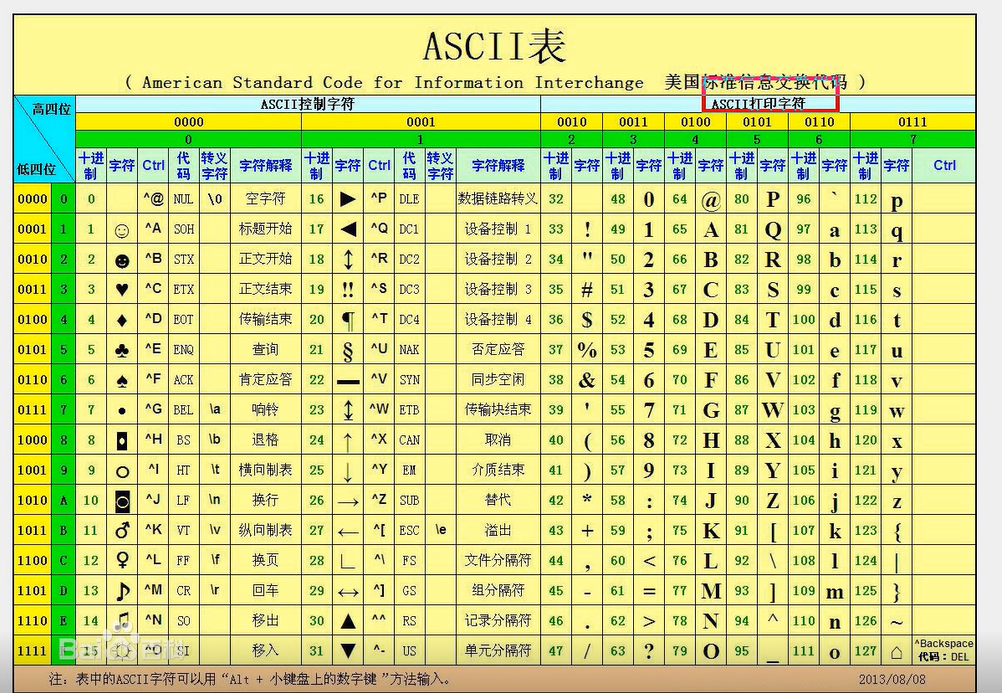 ASCII表
( American Standard Code for Information Interchange 美国标准信息交换代码 )
高四位 ASCII控制字符 ASCII打印字符
0000 0001 0010 0011 0100 0101 0110 0111
0 1 2 3 4 5 6 7
低四位 十进制 字符 Ctrl 代码 转义字符 字符解释 十进制 字符 Ctrl 代码 转义字符 字符解释 十进制 字符 十进制 字符 十进制 字符 十进制 字符 十进制 字符 十进制 字符 Ctrl
0000 0 0 ^@ NUL \0 空字符 16 ► ^P DLE 数据链路转义 32 48 0 64 @ 80 P 96 ` 112 p
0001 1 1 ☺ ^A SOH 标题开始 17 ◄ ^Q DC1 设备控制 1 33 ! 49 1 65 A 81 Q 97 a 113 q
0010 2 2 ☻ ^B STX 正文开始 18 ↕ ^R DC2 设备控制 2 34 " 50 2 66 B 82 R 98 b 114 r
0011 3 3 ♥ ^C ETX 正文结束 19 ‼ ^S DC3 设备控制 3 35 # 51 3 67 C 83 S 99 c 115 s
0100 4 4 ♦ ^D EOT 传输结束 20 ¶ ^T DC4 设备控制 4 36 $ 52 4 68 D 84 T 100 d 116 t
0101 5 5 ♣ ^E ENQ 查询 21 § ^U NAK 否定应答 37 % 53 5 69 E 85 U 101 e 117 u
0110 6 6 ♠ ^F ACK 肯定应答 22 ▬ ^V SYN 同步空闲 38 & 54 6 70 F 86 V 102 f 118 v
0111 7 7 • ^G BEL \a 响铃 23 ↨ ^W ETB 传输块结束 39 ' 55 7 71 G 87 W 103 g 119 w
1000 8 8 ◘ ^H BS \b 退格 24 ↑ ^X CAN 取消 40 ( 56 8 72 H 88 X 104 h 120 x
1001 9 9 ○ ^I HT \t 横向制表 25 ↓ ^Y EM 介质结束 41 ) 57 9 73 I 89 Y 105 i 121 y
1010 A 10 ◙ ^J LF \n 换行 26 → ^Z SUB 替代 42 * 58 : 74 J 90 Z 106 j 122 z
1011 B 11 ♂ ^K VT \v 纵向制表 27 ← ^[ ESC \e 溢出 43 + 59 ; 75 K 91 [ 107 k 123 {
1100 C 12 ♀ ^L FF \f 换页 28 ∟ ^\ FS 文件分隔符 44 , 60 < 76 L 92 \ 108 l 124 |
1101 D 13 ♪ ^M CR \r 回车 29 ↔ ^] GS 组分隔符 45 - 61 = 77 M 93 ] 109 m 125 }
1110 E 14 ♫ ^N SO 移出 30 ▲ ^^ RS 记录分隔符 46 . 62 > 78 N 94 ^ 110 n 126 ~
1111 15 SI 移入 31 ▼ ^- US 单元分隔符 47 / 63 ? 79 O 95 _ 111 o 127 ⌂ ^Backspace 代码:DEL
Bai 百科
注:表中的ASCII字符可以用“Alt + 小键盘上的数字键”方法输入。 2013/08/08